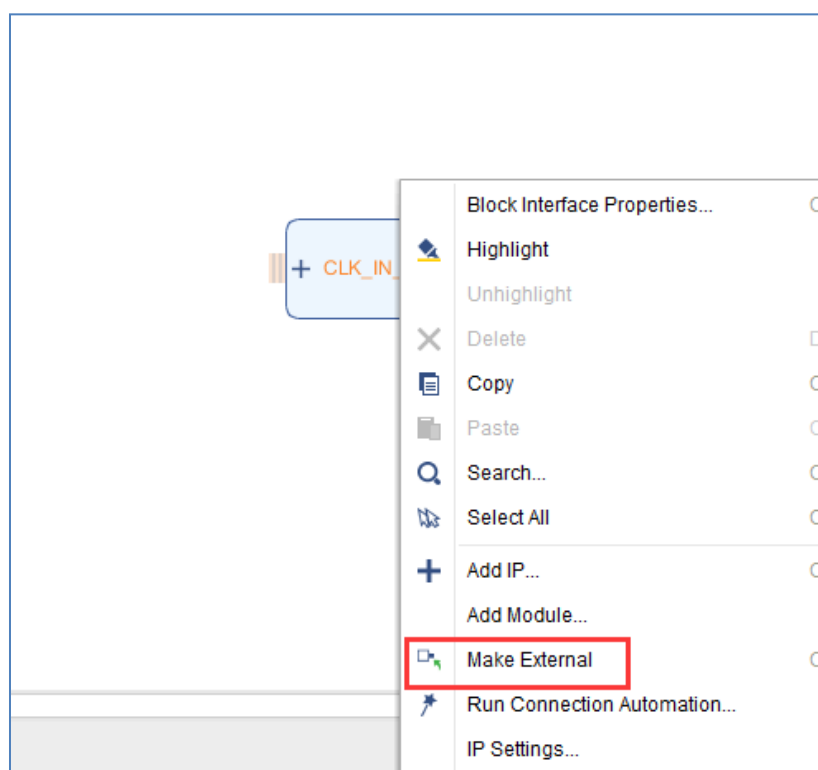 Block Interface Properties...
Highlight
CLK_IN_
Unhighlight
Delete
Copy
Paste
Search...
Select All
Add IP...
Add Module...
Make External
Run Connection Automation...
IP Settings...